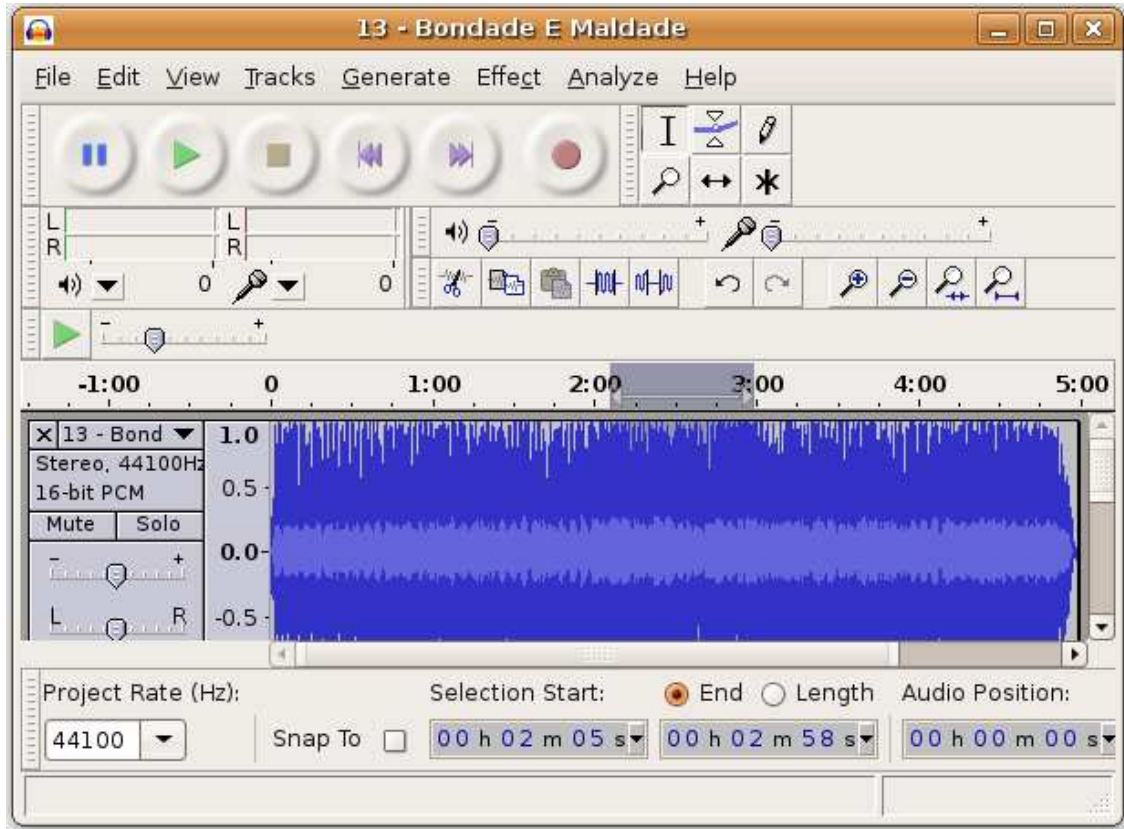 13 - Bondade E Maldade
File Edit View Tracks Generate Effect Analyze Help
L L
R R
- + - +
0 0
- +
-1:00 0 1:00 2:00 3:00 4:00 5:00
13 - Bond 1.0
Stereo, 44100Hz
16-bit PCM 0.5
Mute Solo
- + 0.0
L R -0.5
Project Rate (Hz): Selection Start: End Length Audio Position:
44100 Snap To 00 h 02 m 05 s 00 h 02 m 58 s 00 h 00 m 00 s